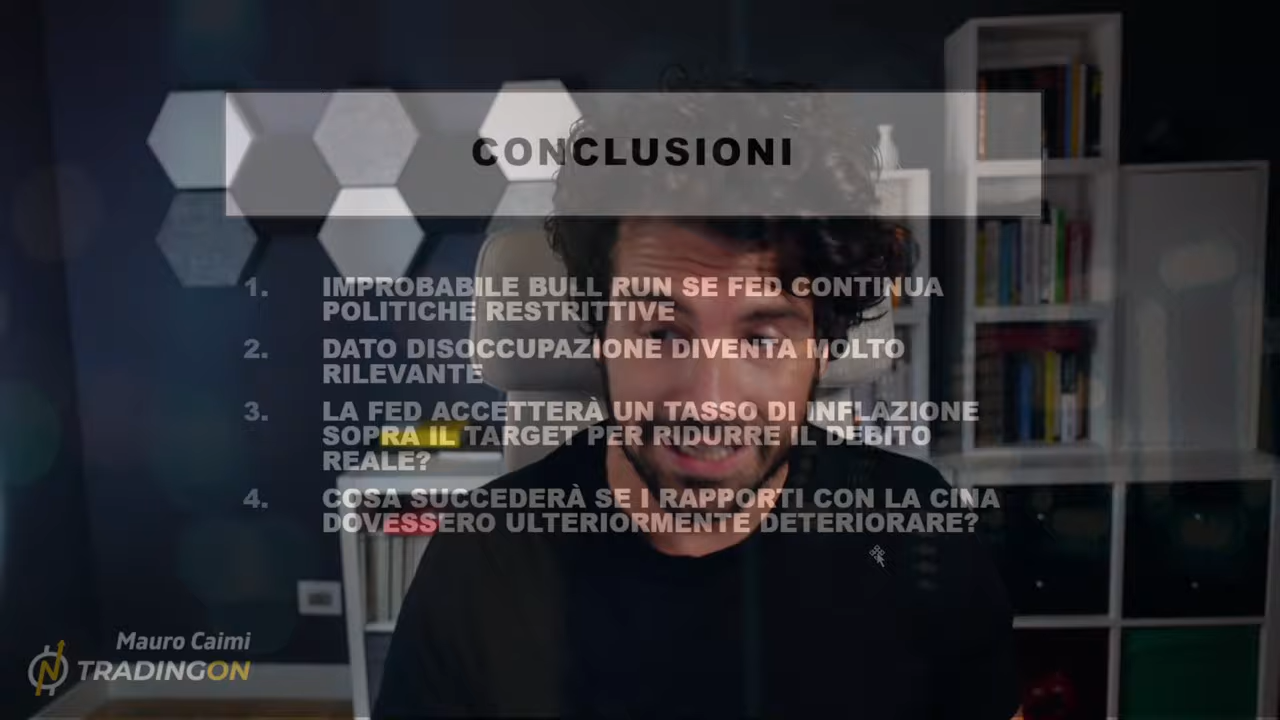 CONCLUSIONI
1. IMPROBABILE BULL RUN SE FED CONTINUA
POLITICHE RESTRITTIVE
2. DATO DISOCCUPAZIONE DIVENTA MOLTO
RILEVANTE
3. LA FED ACCETTERÀ UN TASSO DI INFLAZIONE
SOPRA IL TARGET PER RIDURRE IL DEBITO
REALE?
4. COSA SUCCEDERÀ SE I RAPPORTI CON LA CINA
DOVESSERO ULTERIORMENTE DETERIORARE?
Mauro Caimi
TRADINGON